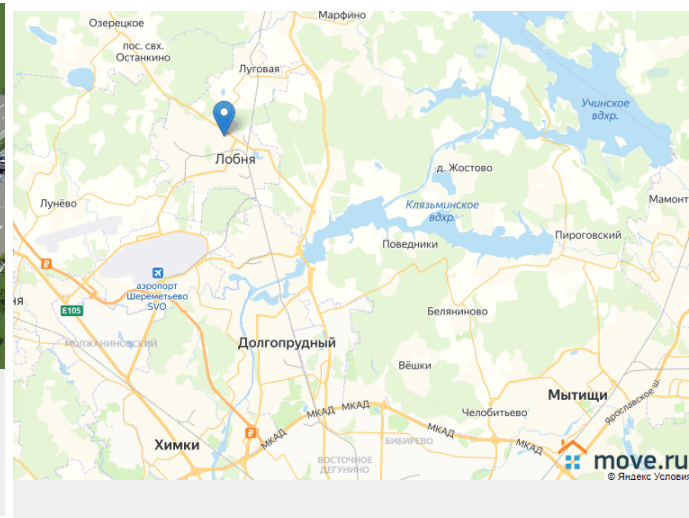 Марфино
Озерецкое
пос. свх.
Останкино
Луговая
Учинское
вдхр.
Лобня
д. Жостово
Лунёво
Клязьминское
вдхр.
Мамонт
Поведники
Пироговский
аэропорт
Шереметьево
SVO
E105
Беляниново
МОЛЖАНИНОВСКИЙ
Долгопрудный
Вёшки
Мытищи
Челобитьево
Ярославское ш.
МКАД
МКАД
МКАД
МКАД
МКАД
Химки
БИБИРЕВО
ВОСТОЧНОЕ
ДЕГУНИНО
move.ru
© Яндекс Условия